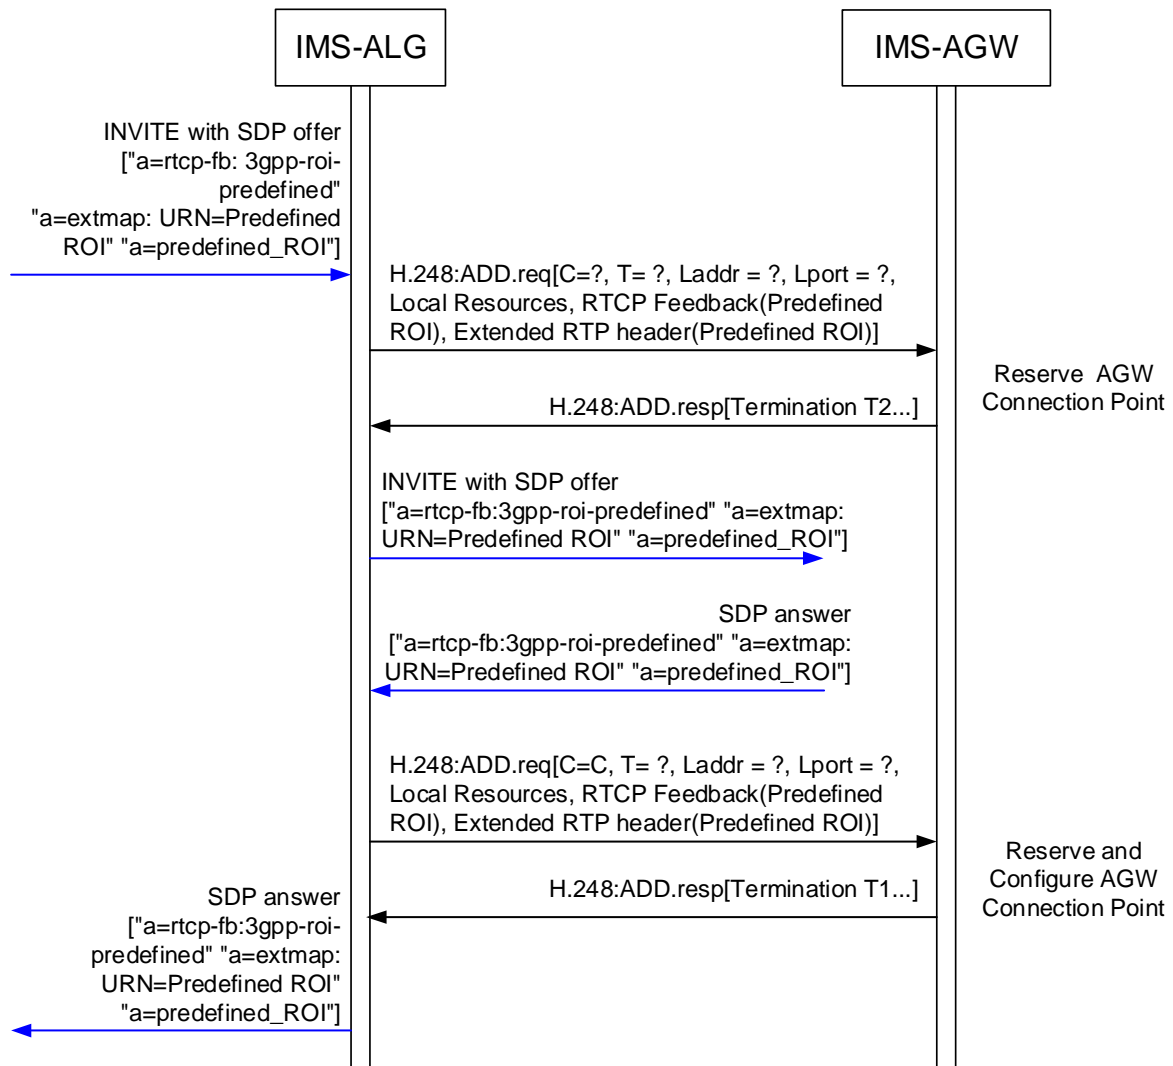 IMS-ALG
IMS-AGW
INVITE with SDP offer
["a=rtcp-fb: 3gpp-roi-
predefined"
"a=extmap: URN=Predefined
ROI" "a=predefined_ROI"]
H.248:ADD.req[C=?, T= ?, Laddr = ?, Lport = ?,
Local Resources, RTCP Feedback(Predefined
ROI), Extended RTP header(Predefined ROI)]
Reserve  AGW
Connection Point
H.248:ADD.resp[Termination T2...]
INVITE with SDP offer
["a=rtcp-fb:3gpp-roi-predefined" "a=extmap:
URN=Predefined ROI" "a=predefined_ROI"]
SDP answer
["a=rtcp-fb:3gpp-roi-predefined" "a=extmap:
URN=Predefined ROI" "a=predefined_ROI"]
H.248:ADD.req[C=C, T= ?, Laddr = ?, Lport = ?,
Local Resources, RTCP Feedback(Predefined
ROI), Extended RTP header(Predefined ROI)]
Reserve and
Configure AGW
Connection Point
H.248:ADD.resp[Termination T1...]
SDP answer
["a=rtcp-fb:3gpp-roi-
predefined" "a=extmap:
URN=Predefined ROI"
"a=predefined_ROI"]